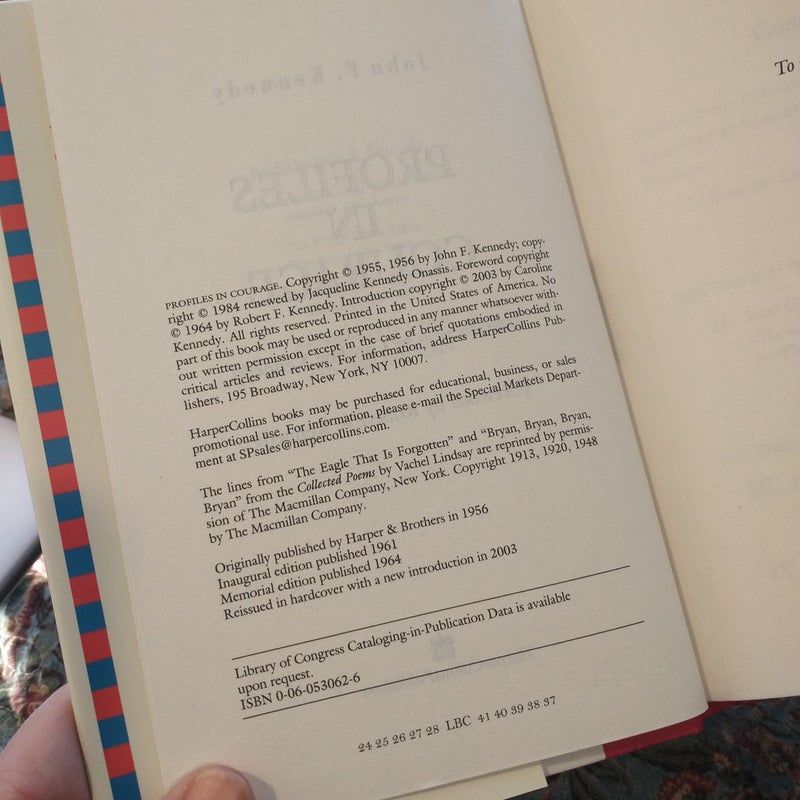 PROFILES IN COURAGE. Copyright © 1955, 1956 by John F. Kennedy; copy-
right © 1984 renewed by Jacqueline Kennedy Onassis. Foreword copyright
© 1964 by Robert F. Kennedy. Introduction copyright © 2003 by Caroline
Kennedy. All rights reserved. Printed in the United States of America. No
part of this book may be used or reproduced in any manner whatsoever with-
out written permission except in the case of brief quotations embodied in
critical articles and reviews. For information, address HarperCollins Pub-
lishers, 195 Broadway, New York, NY 10007.
HarperCollins books may be purchased for educational, business, or sales
promotional use. For information, please e-mail the Special Markets Depart-
ment at SPsales@harpercollins.com.
The lines from “The Eagle That Is Forgotten” and “Bryan, Bryan, Bryan,
Bryan” from the Collected Poems by Vachel Lindsay are reprinted by permis-
sion of The Macmillan Company, New York. Copyright 1913, 1920, 1948
by The Macmillan Company.
Originally published by Harper & Brothers in 1956
Inaugural edition published 1961
Memorial edition published 1964
Reissued in hardcover with a new introduction in 2003
Library of Congress Cataloging-in-Publication Data is available
upon request.
ISBN 0-06-053062-6
24 25 26 27 28 LBC 41 40 39 38 37
To
John F. Kennedy
PROFILES
IN